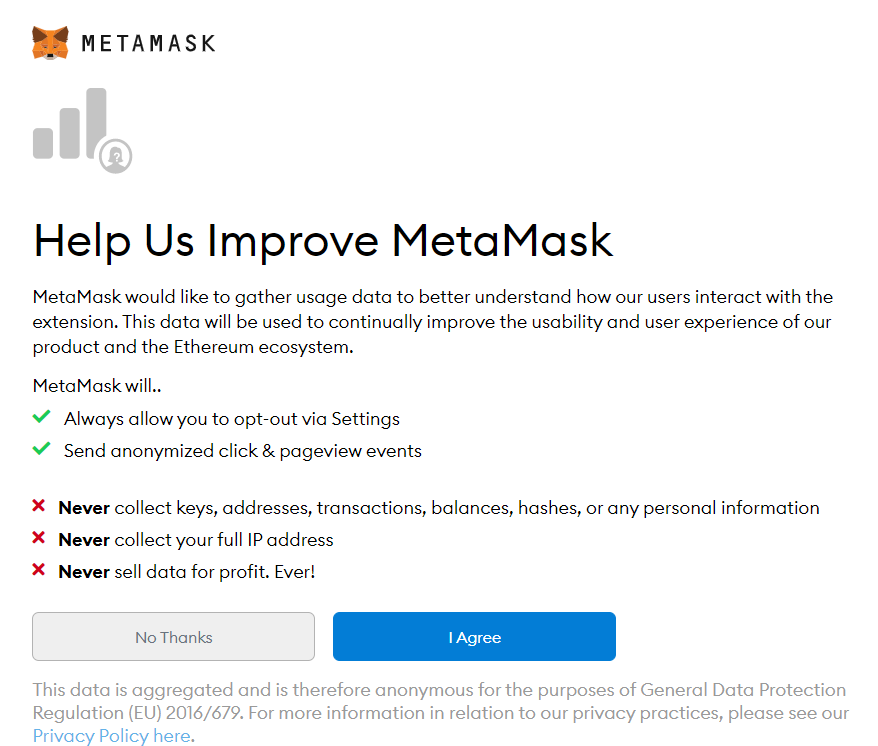 METAMASK
?
Help Us Improve MetaMask
MetaMask would like to gather usage data to better understand how our users interact with the
extension. This data will be used to continually improve the usability and user experience of our
product and the Ethereum ecosystem.
MetaMask will..
Always allow you to opt-out via Settings
Send anonymized click & pageview events
Never collect keys, addresses, transactions, balances, hashes, or any personal information
Never collect your full IP address
Never sell data for profit. Ever!
No Thanks
I Agree
This data is aggregated and is therefore anonymous for the purposes of General Data Protection
Regulation (EU) 2016/679. For more information in relation to our privacy practices, please see our
Privacy Policy here.